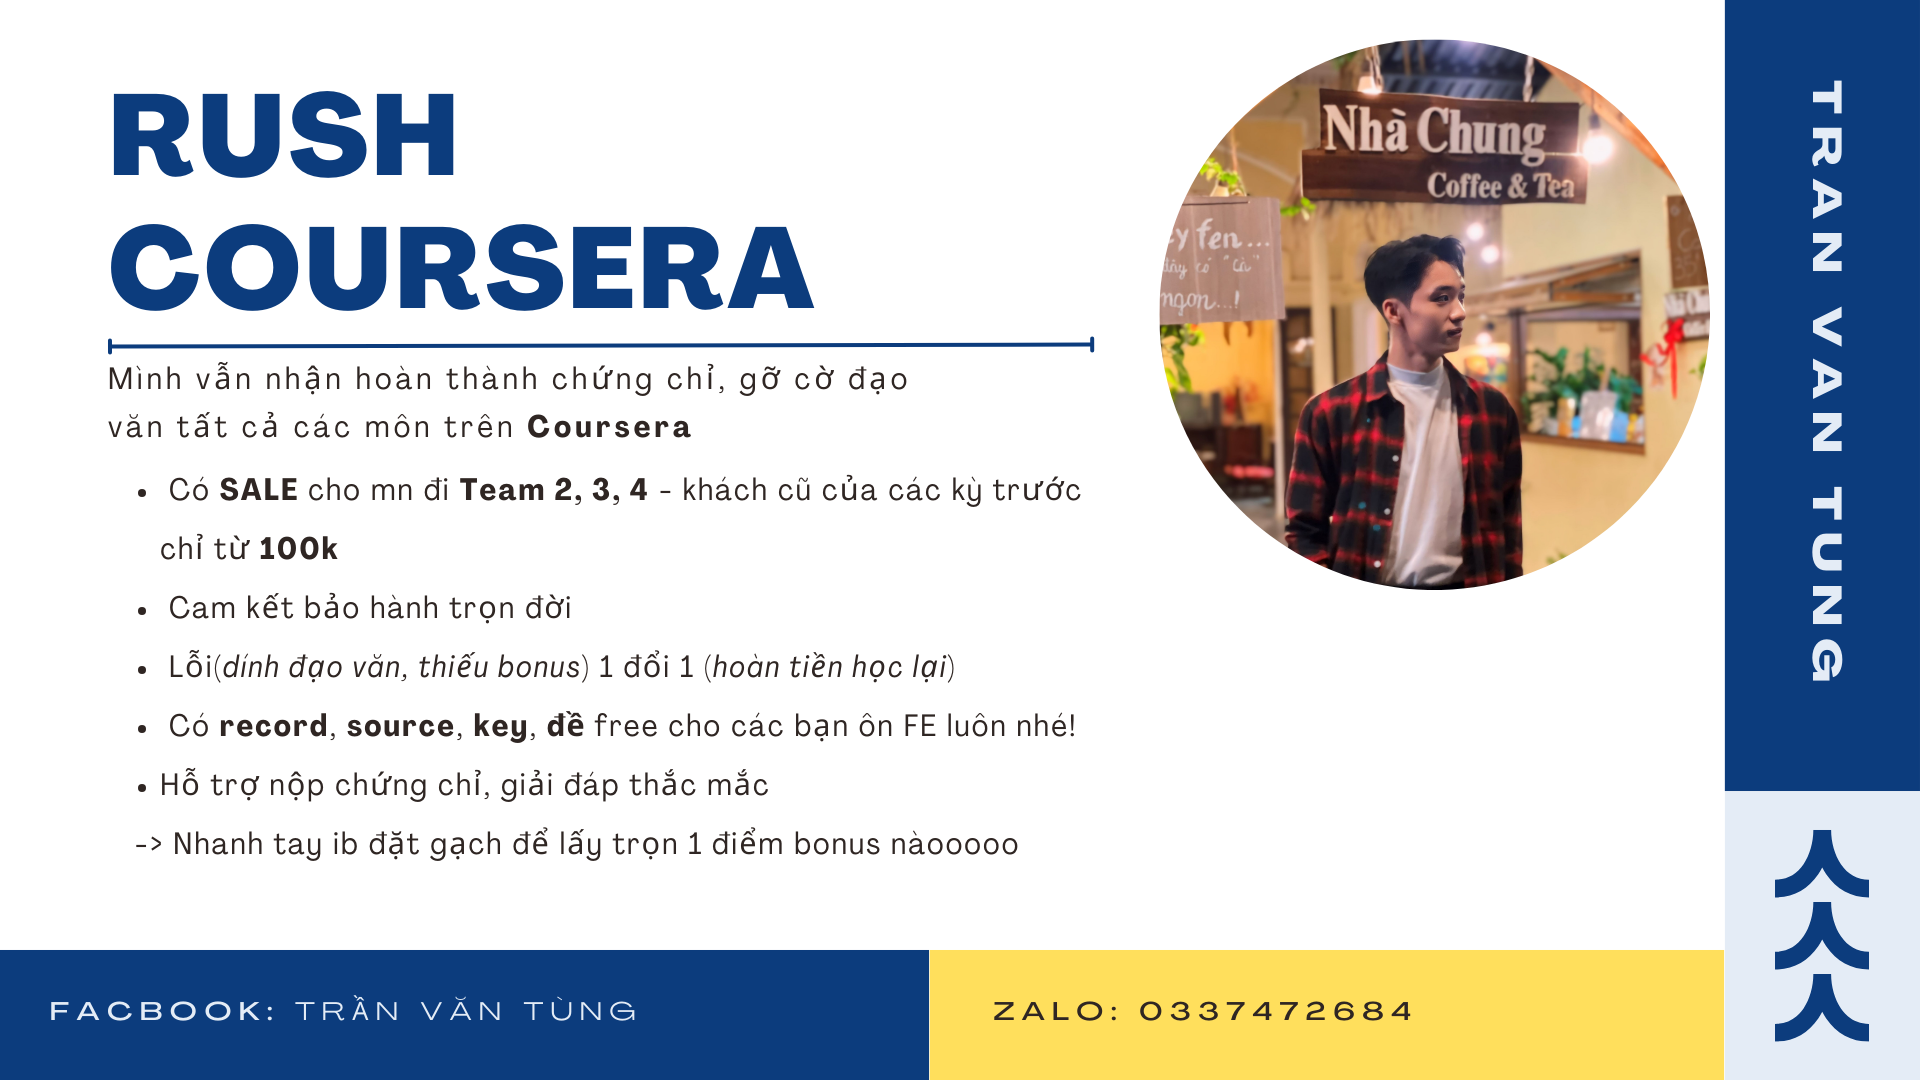 RUSH
COURSERA
Mình vẫn nhận hoàn thành chứng chỉ, gỡ cờ đạo
văn tất cả các môn trên Coursera
• Có SALE cho mn đi Team 2, 3, 4 - khách cũ của các kỳ trước
chỉ từ 100k
• Cam kết bảo hành trọn đời
• Lỗi(dính đạo văn, thiếu bonus) 1 đổi 1 (hoàn tiền học lại)
• Có record, source, key, đề free cho các bạn ôn FE luôn nhé!
• Hỗ trợ nộp chứng chỉ, giải đáp thắc mắc
-> Nhanh tay ib đặt gạch để lấy trọn 1 điểm bonus nàooooo
Nhà Chung
Coffee & Tea
fen...
đây có "Cà"
ngon...!
TRAN VAN TUNG
FACBOOK: TRẦN VĂN TÙNG
ZALO: 0337472684